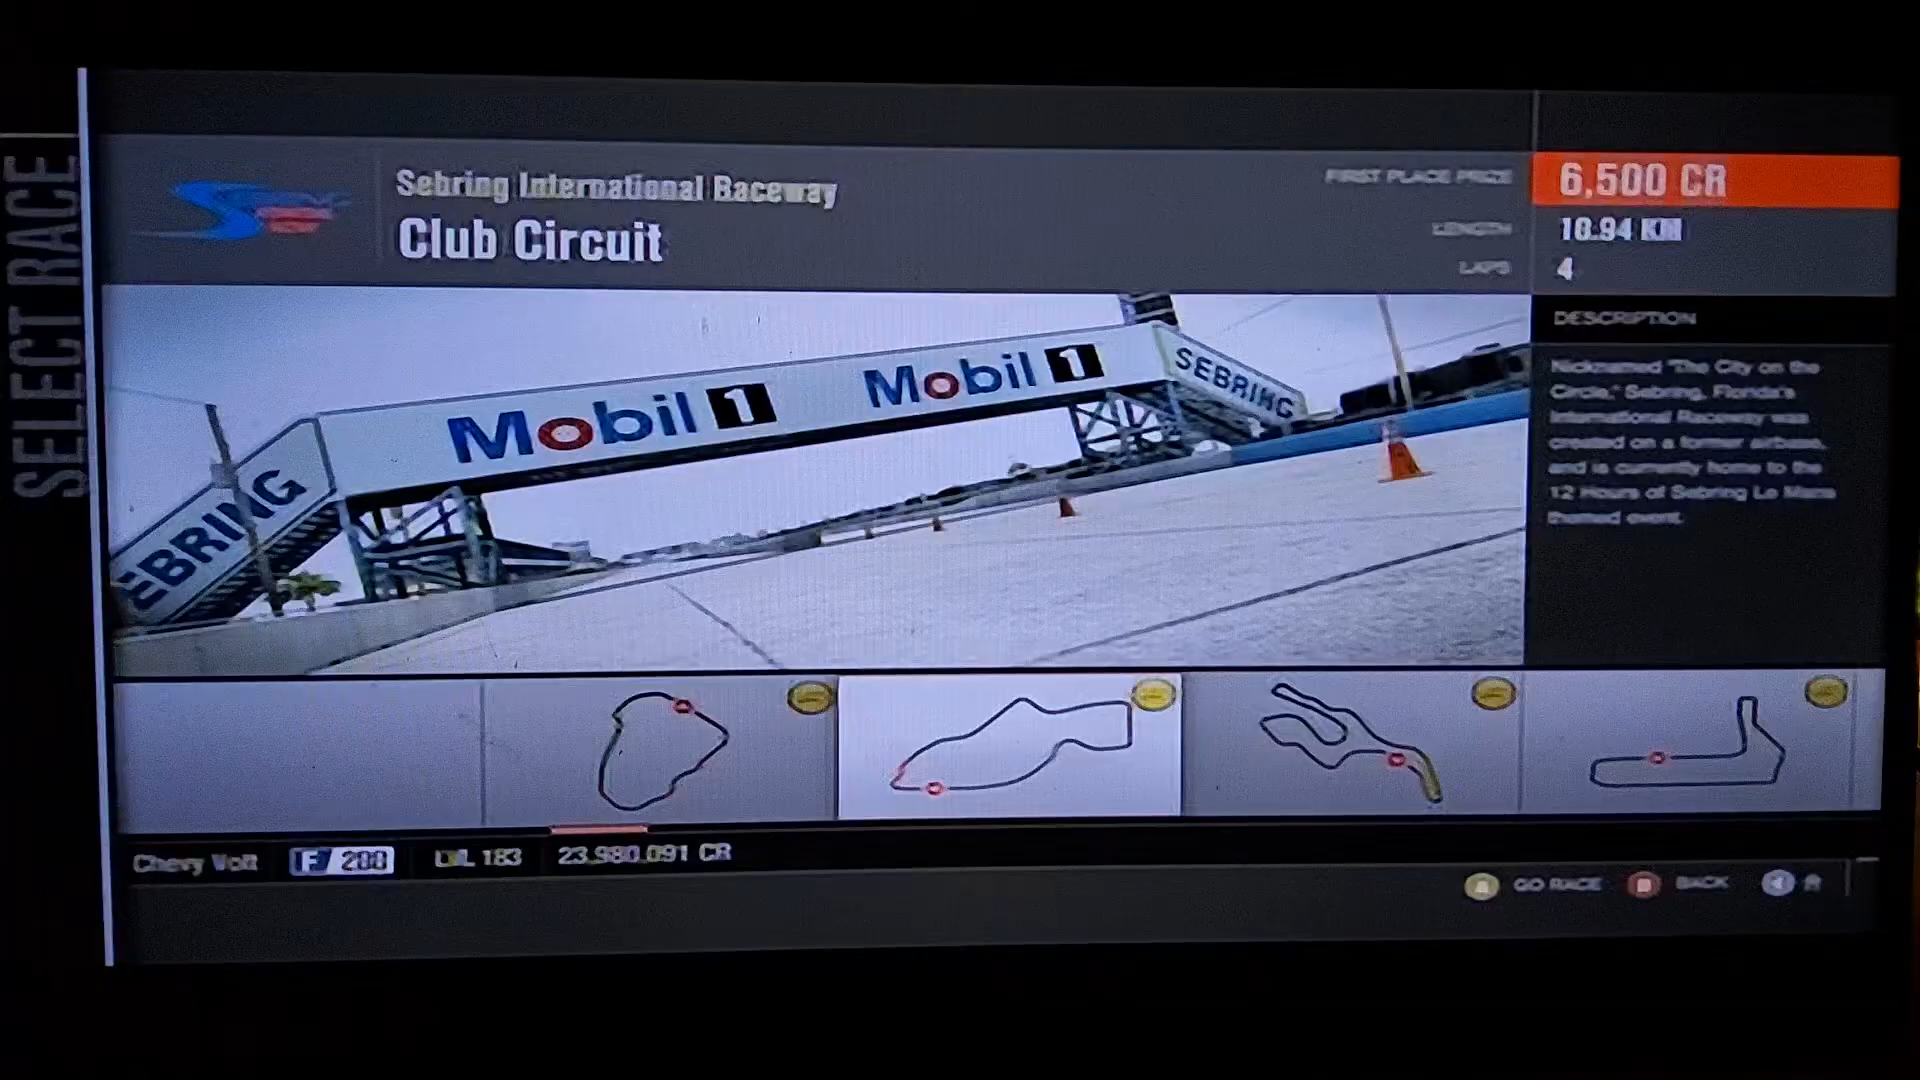 SELECT RACE
Sebring International Raceway
Club Circuit
FIRST PLACE PRIZE
6,500 CR
LENGTH
10.94 KM
LAPS
4
Mobil 1
Mobil 1
SEBRING
EBRING
DESCRIPTION
Nicknamed "The City on the
Circle," Sebring, Florida's
International Raceway was
created on a former airbase,
and is currently home to the
12 Hours of Sebring Le Mans
themed event.
Chevy Volt
F 200
LVL 183
23,980,091 CR
GO RACE
BACK